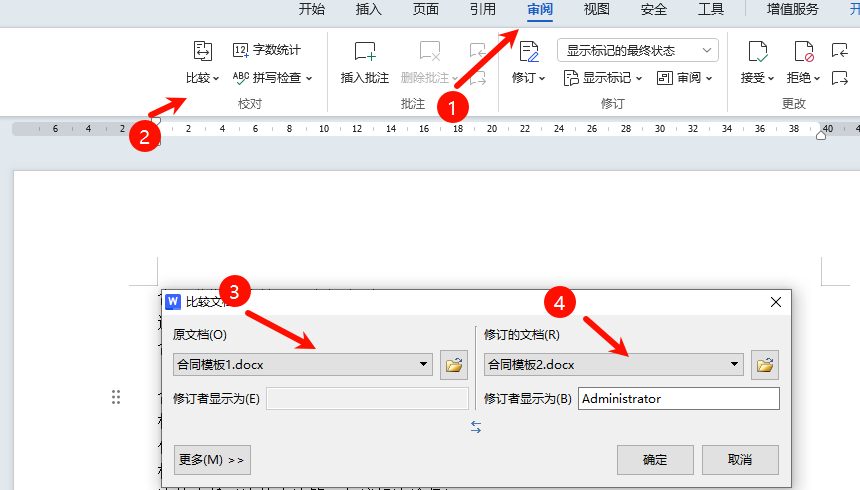 开始 插入 页面 引用 审阅 视图 安全 工具 增值服务
字数统计 显示标记的最终状态
比较 ABC 拼写检查 插入批注 删除批注 修订 显示标记 审阅 接受 拒绝
校对 批注 修订 更改
1
2
6 4 2 2 4 6 8 10 12 14 16 18 20 22 24 26 28 30 32 34 36 38 40
3 4
W 比较文
原文档(O) 修订的文档(R)
合同模板1.docx 合同模板2.docx
修订者显示为(E) 修订者显示为(B) Administrator
更多(M) >> 确定 取消